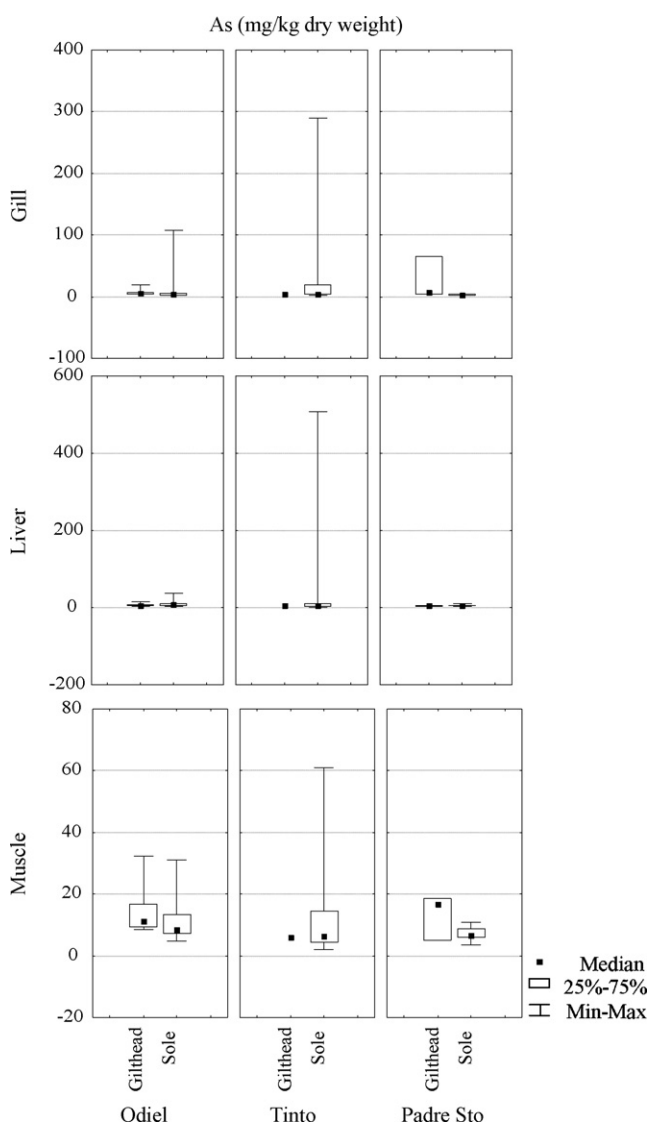 As (mg/kg dry weight)
400
300
200
100
0
-100
Gill
600
400
200
0
-200
Liver
80
60
40
20
0
-20
Muscle
Median
25%-75%
Min-Max
Gilthead Sole Gilthead Sole Gilthead Sole
Odiel Tinto Padre Sto